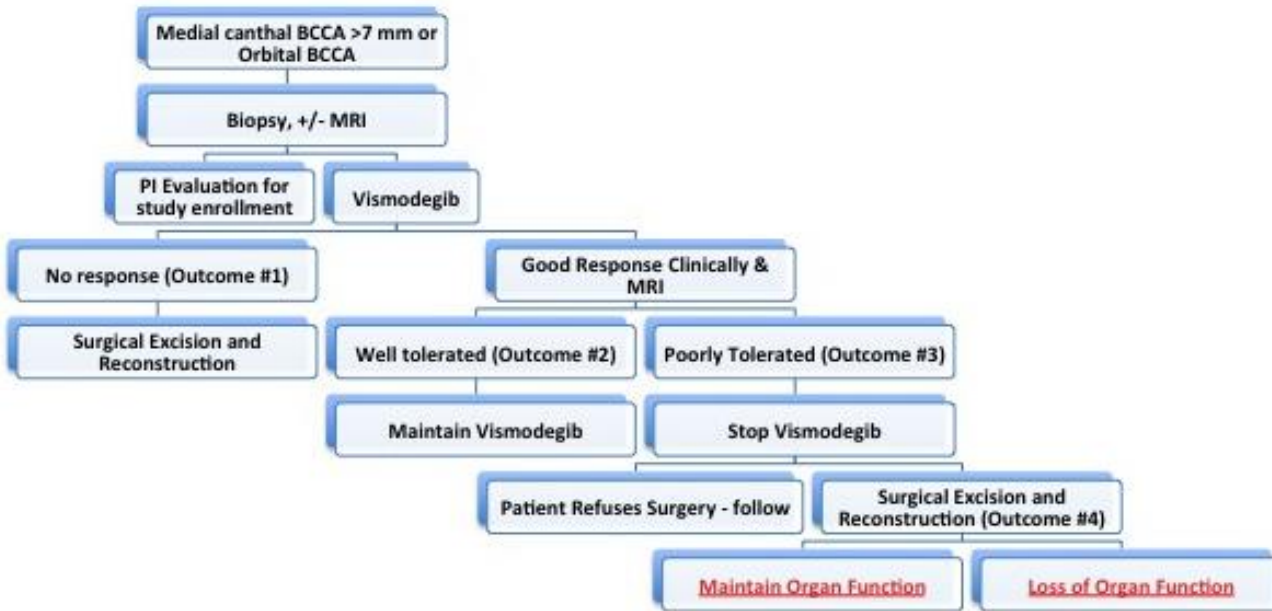 Medial canthal BCCA >7 mm or
Orbital BCCA
Biopsy, +/- MRI
PI Evaluation for
study enrollment
Vismodegib
No response (Outcome #1)
Good Response Clinically &
MRI
Surgical Excision and
Reconstruction
Well tolerated (Outcome #2)
Poorly Tolerated (Outcome #3)
Maintain Vismodegib
Stop Vismodegib
Patient Refuses Surgery - follow
Surgical Excision and
Reconstruction (Outcome #4)
Maintain Organ Function
Loss of Organ Function